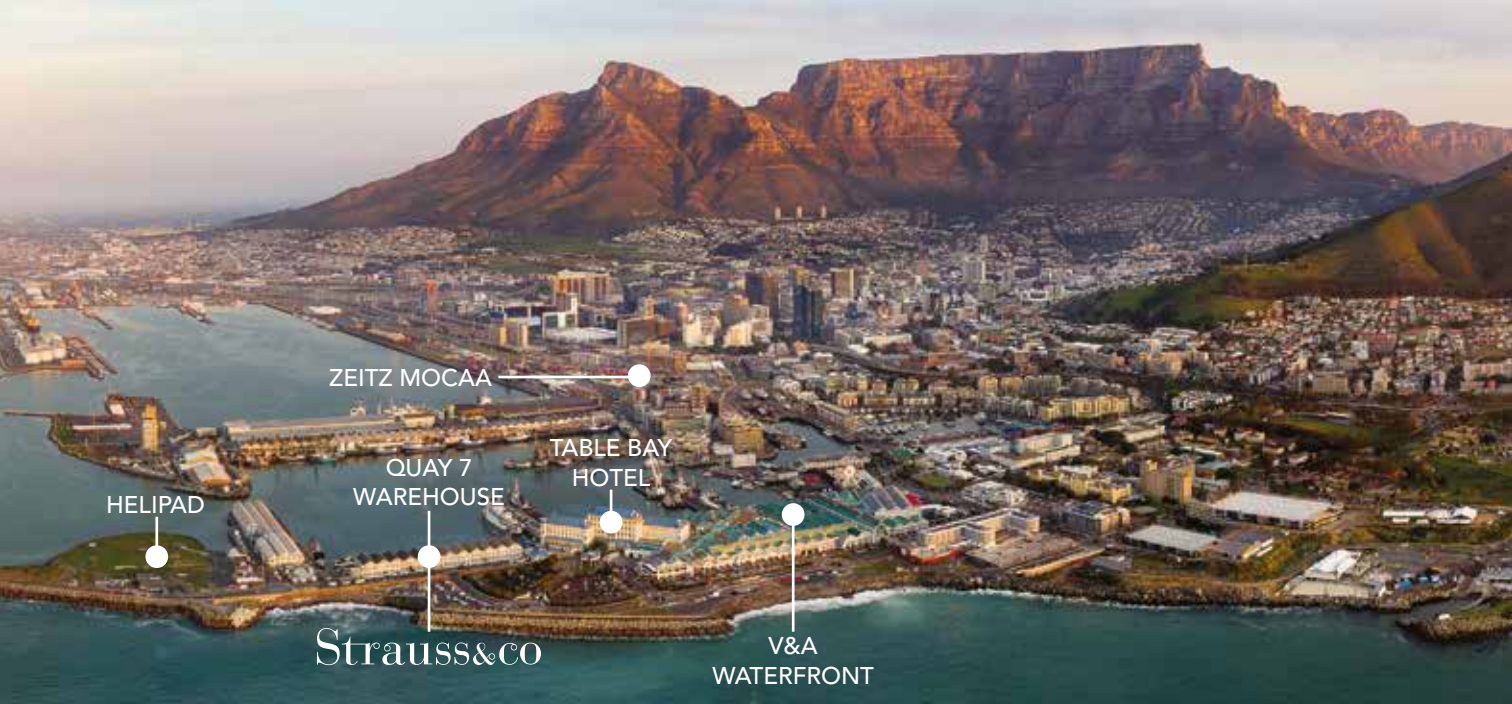 ZEITZ MOCAA
TABLE BAY
HOTEL
QUAY 7
WAREHOUSE
HELIPAD
Strauss&co
V&A
WATERFRONT